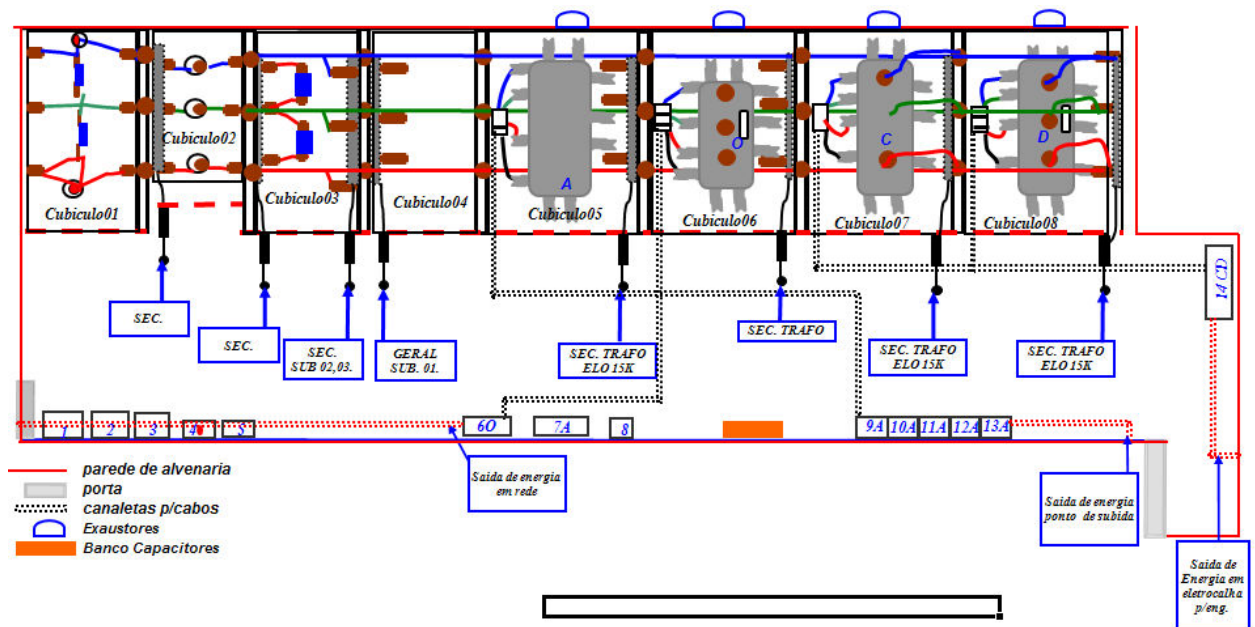 Cubiculo01
Cubiculo02
Cubiculo03
Cubiculo04
A
Cubiculo05
O
Cubiculo06
C
Cubiculo07
D
Cubiculo08
14 CD
SEC.
SEC.
SEC.
SUB 02,03.
GERAL
SUB. 01.
SEC. TRAFO
ELO 15K
SEC. TRAFO
SEC. TRAFO
ELO 15K
SEC. TRAFO
ELO 15K
1
2
3
4
5
6O
7A
8
9A
10A
11A
12A
13A
Saida de energia
em rede
Saida de energia
ponto de subida
Saida de
Energia em
eletrocalha
p/eng.
parede de alvenaria
porta
canaletas p/cabos
Exaustores
Banco Capacitores